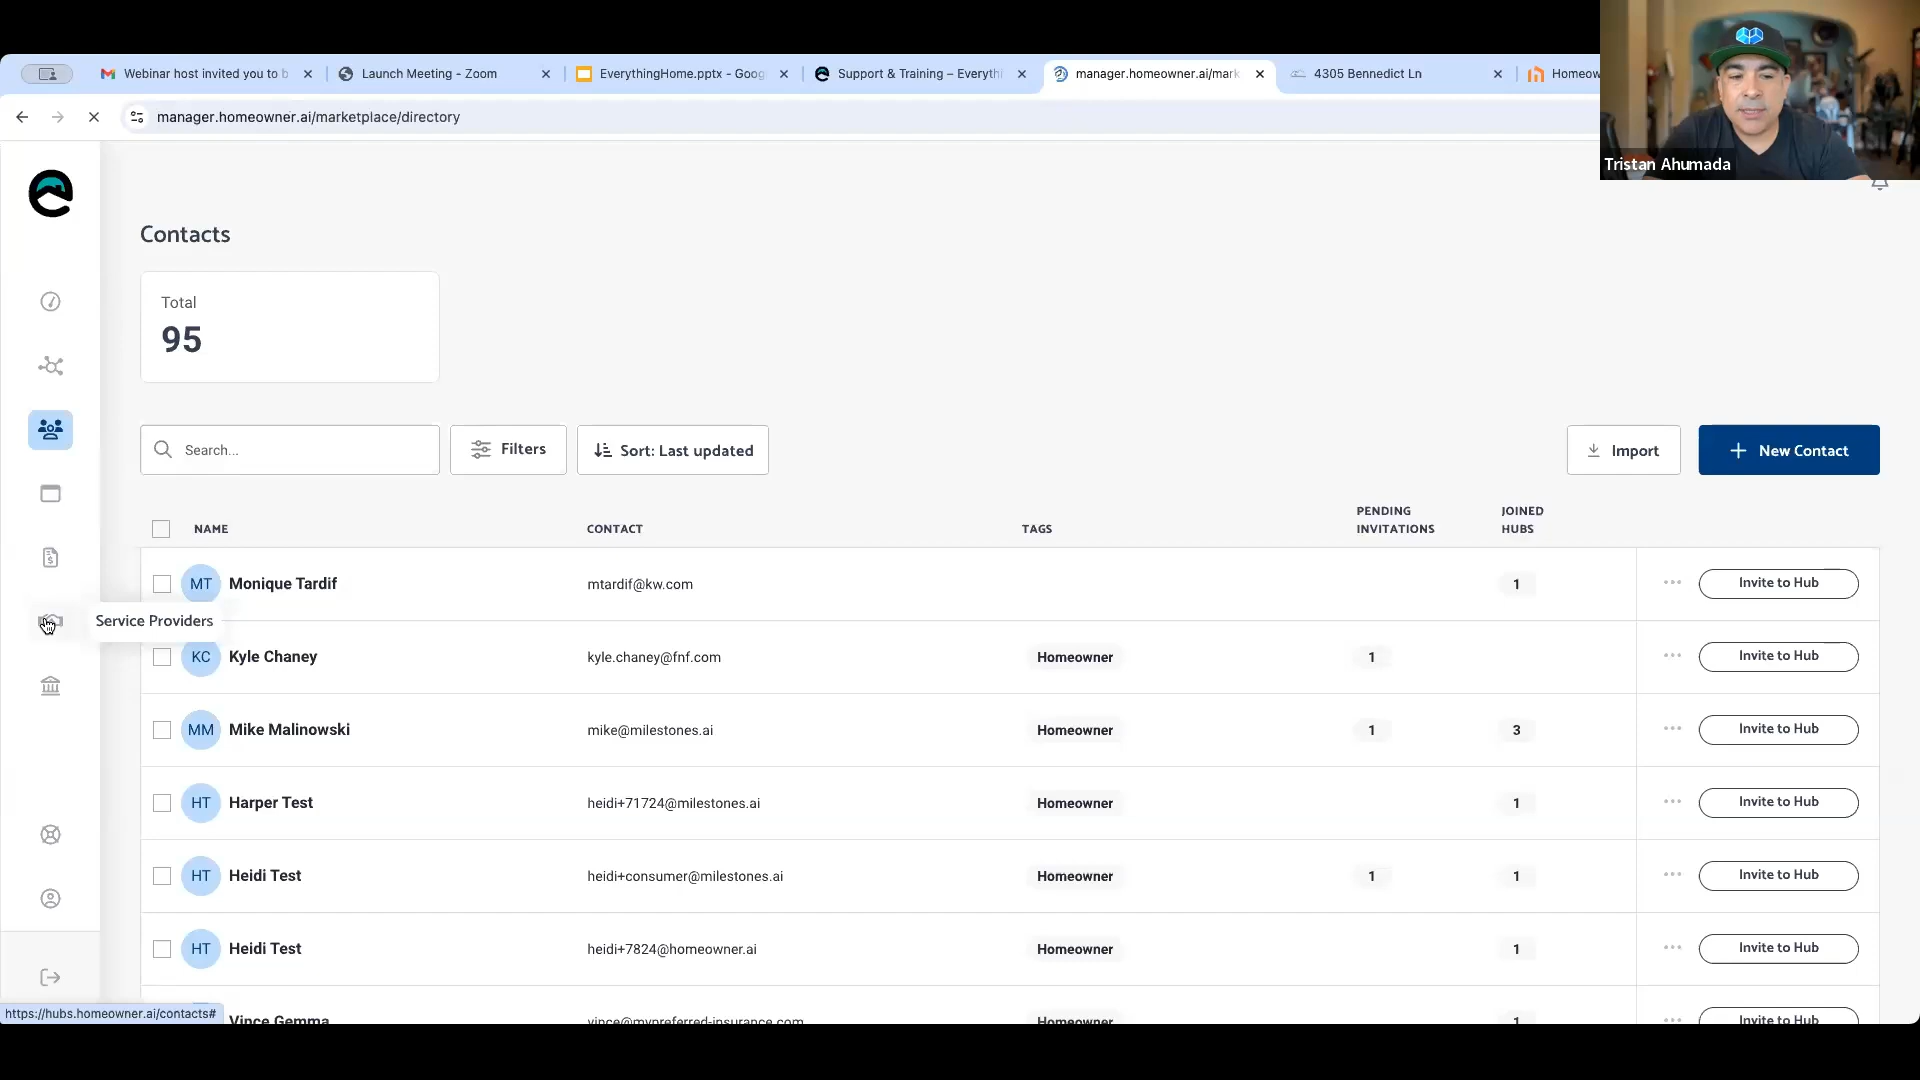 Webinar host invited you to b
Launch Meeting - Zoom
EverythingHome.pptx - Goog
Support & Training – Everythi
manager.homeowner.ai/mark
4305 Bennedict Ln
Homeow
manager.homeowner.ai/marketplace/directory
Tristan Ahumada
Contacts
Total
95
Search...
Filters
Sort: Last updated
Import
New Contact
NAME
CONTACT
TAGS
PENDING
INVITATIONS
JOINED
HUBS
MT Monique Tardif mtardif@kw.com 1 Invite to Hub
Service Providers
KC Kyle Chaney kyle.chaney@fnf.com Homeowner 1 Invite to Hub
MM Mike Malinowski mike@milestones.ai Homeowner 1 3 Invite to Hub
HT Harper Test heidi+71724@milestones.ai Homeowner 1 Invite to Hub
HT Heidi Test heidi+consumer@milestones.ai Homeowner 1 1 Invite to Hub
HT Heidi Test heidi+7824@homeowner.ai Homeowner 1 Invite to Hub
Vince Gemma vince@mypreferred-insurance.com Homeowner 1 Invite to Hub
https://hubs.homeowner.ai/contacts#